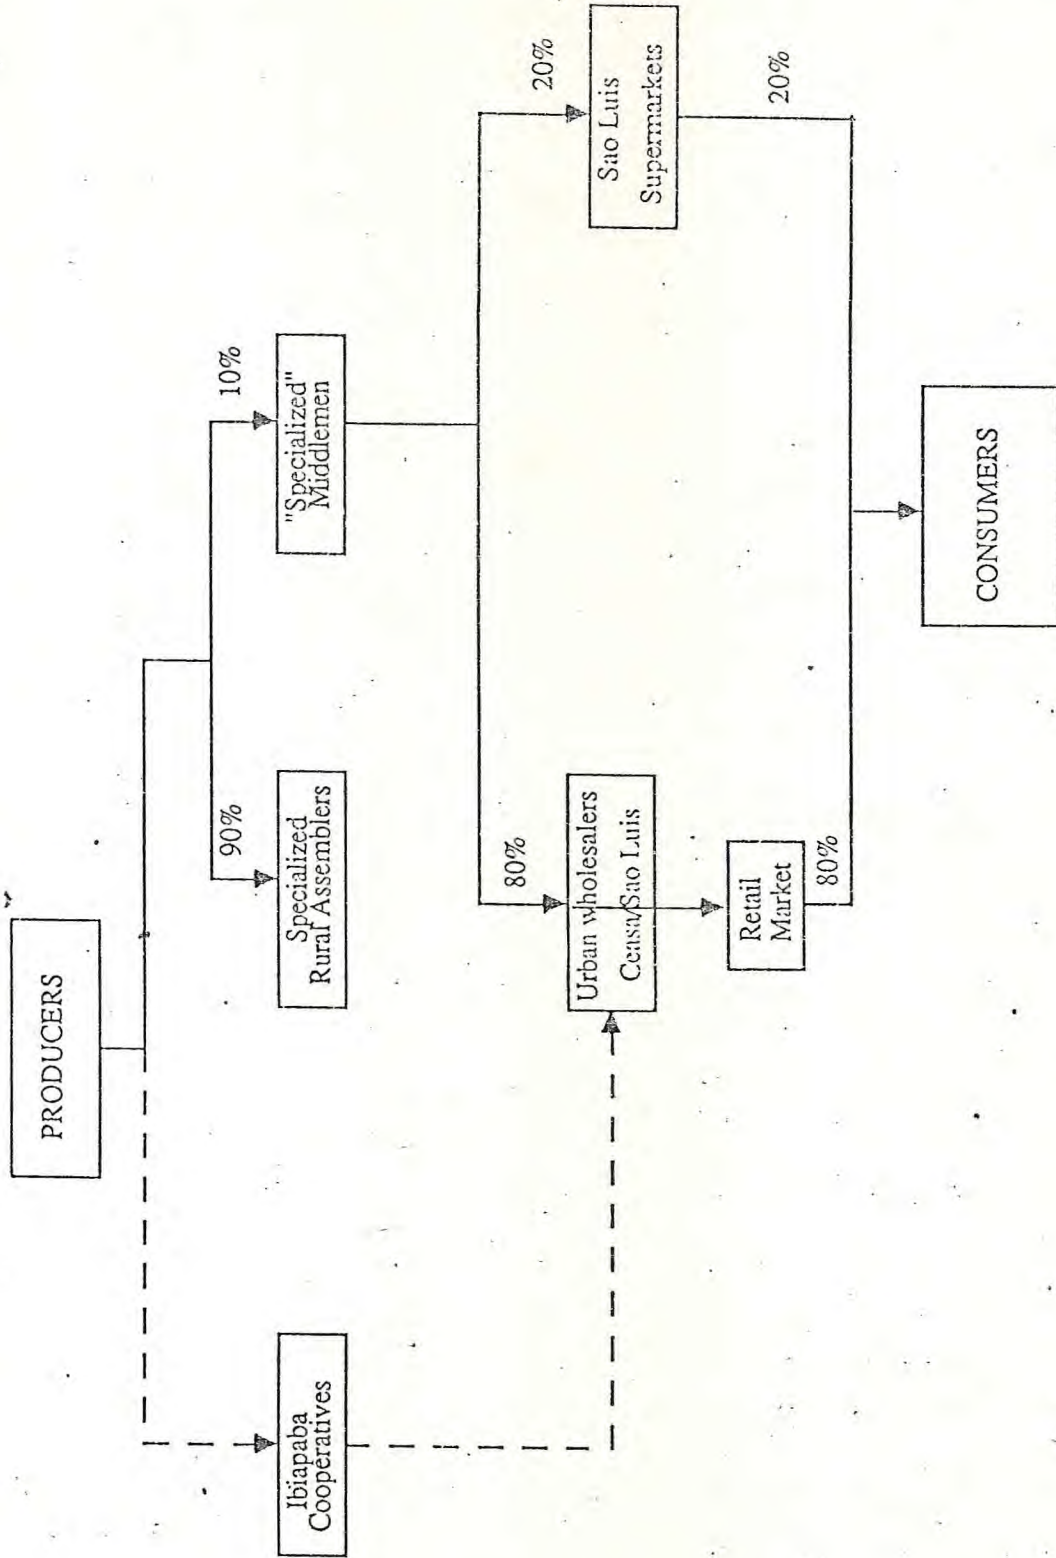 PRODUCERS
90%
10%
Ibiapaba
Cooperatives
Specialized
Rural Assemblers
"Specialized"
Middlemen
80%
20%
Urban wholesalers
Ceasa/Sao Luis
Sao Luis
Supermarkets
Retail
Market
80%
20%
CONSUMERS